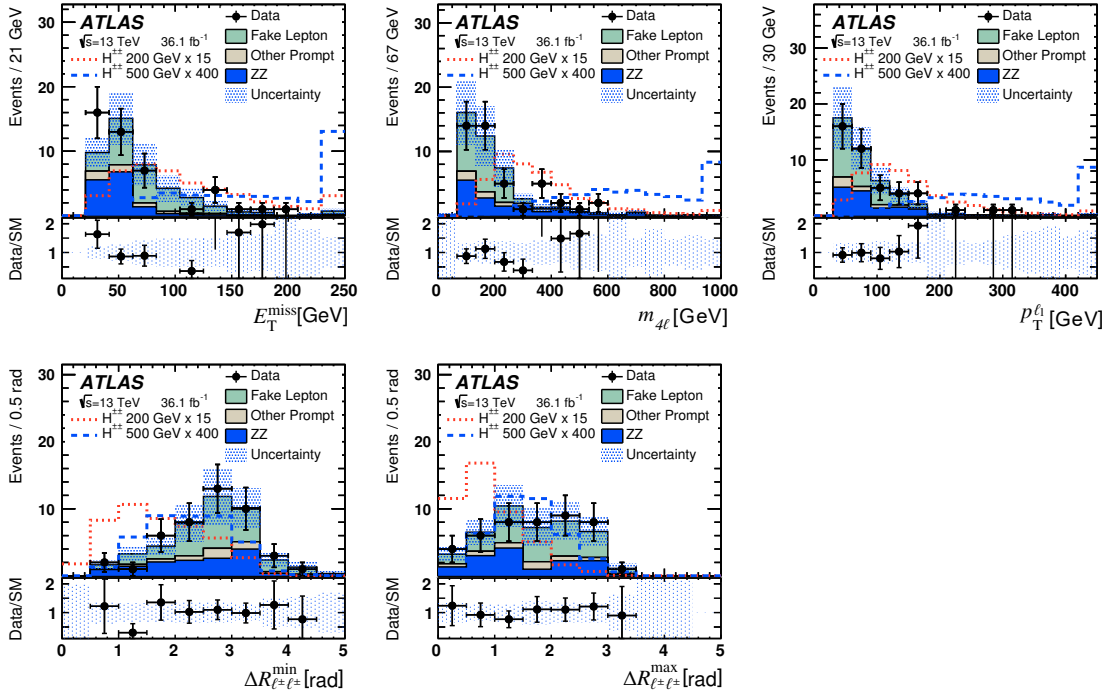 Events / 21 GeV
30
20
10
ATLAS
√s=13 TeV 36.1 fb⁻¹
H±± 200 GeV x 15
H±± 500 GeV x 400
Data
Fake Lepton
Other Prompt
ZZ
Uncertainty
Data/SM
2
1
0 50 100 150 200 250
E_T^miss [GeV]
Events / 67 GeV
30
20
10
ATLAS
√s=13 TeV 36.1 fb⁻¹
H±± 200 GeV x 15
H±± 500 GeV x 400
Data
Fake Lepton
Other Prompt
ZZ
Uncertainty
Data/SM
2
1
0 200 400 600 800 1000
m_4ℓ [GeV]
Events / 30 GeV
30
20
10
ATLAS
√s=13 TeV 36.1 fb⁻¹
H±± 200 GeV x 15
H±± 500 GeV x 400
Data
Fake Lepton
Other Prompt
ZZ
Uncertainty
Data/SM
2
1
0 100 200 300 400
p_T^ℓ₁ [GeV]
Events / 0.5 rad
30
20
10
ATLAS
√s=13 TeV 36.1 fb⁻¹
H±± 200 GeV x 15
H±± 500 GeV x 400
Data
Fake Lepton
Other Prompt
ZZ
Uncertainty
Data/SM
2
1
0 1 2 3 4 5
ΔR_ℓ±ℓ±^min [rad]
Events / 0.5 rad
30
20
10
ATLAS
√s=13 TeV 36.1 fb⁻¹
H±± 200 GeV x 15
H±± 500 GeV x 400
Data
Fake Lepton
Other Prompt
ZZ
Uncertainty
Data/SM
2
1
0 1 2 3 4 5
ΔR_ℓ±ℓ±^max [rad]